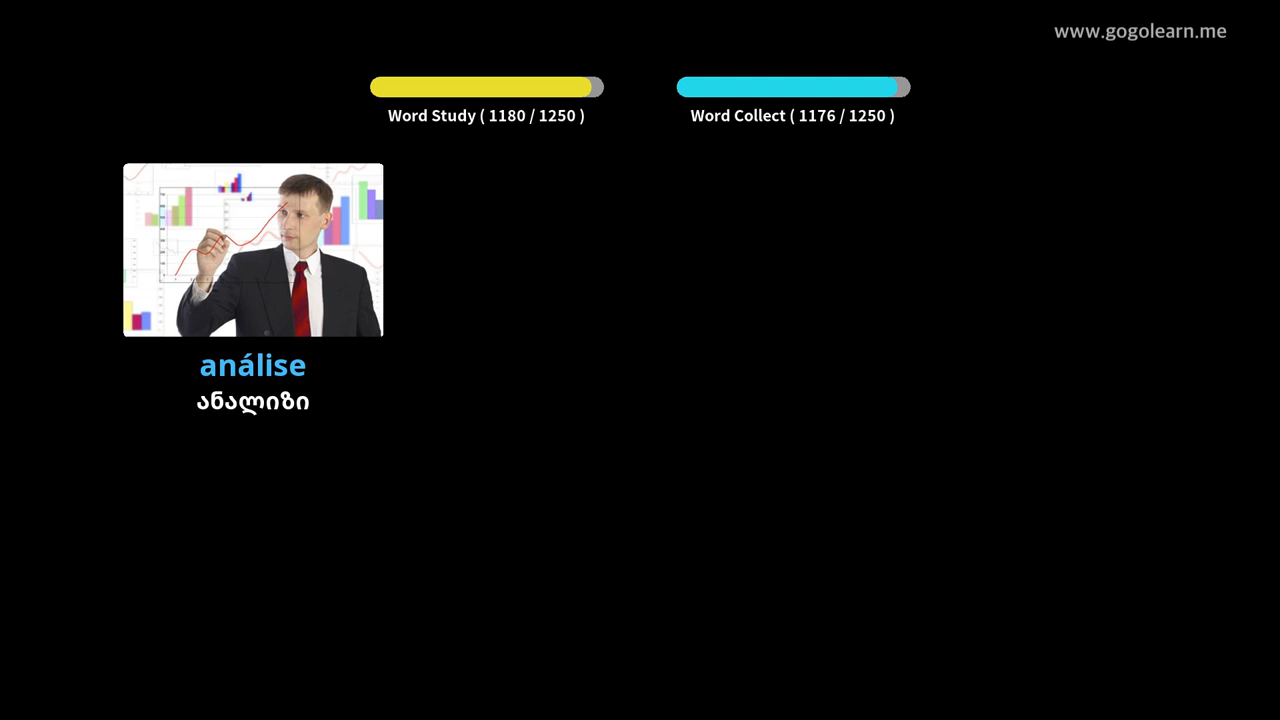 www.gogolearn.me
Word Study ( 1180 / 1250 )
Word Collect ( 1176 / 1250 )
análise
ანალიზი